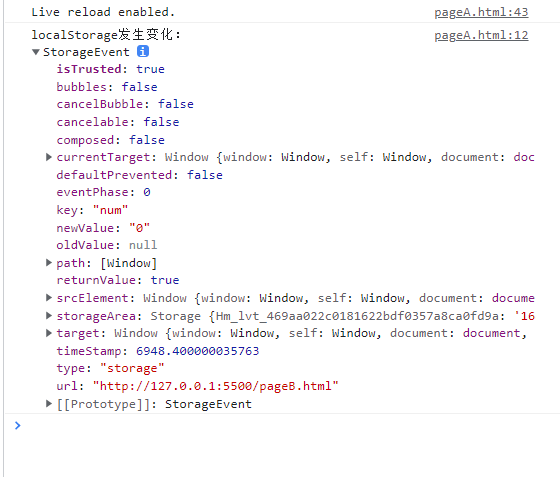 Live reload enabled. pageA.html:43
localStorage发生变化: pageA.html:12
StorageEvent i
isTrusted: true
bubbles: false
cancelBubble: false
cancelable: false
composed: false
currentTarget: Window {window: Window, self: Window, document: doc
defaultPrevented: false
eventPhase: 0
key: "num"
newValue: "0"
oldValue: null
path: [Window]
returnValue: true
srcElement: Window {window: Window, self: Window, document: docume
storageArea: Storage {Hm_lvt_469aa022c0181622bdf0357a8ca0fd9a: '16
target: Window {window: Window, self: Window, document: document,
timeStamp: 6948.400000035763
type: "storage"
url: "http://127.0.0.1:5500/pageB.html"
[[Prototype]]: StorageEvent